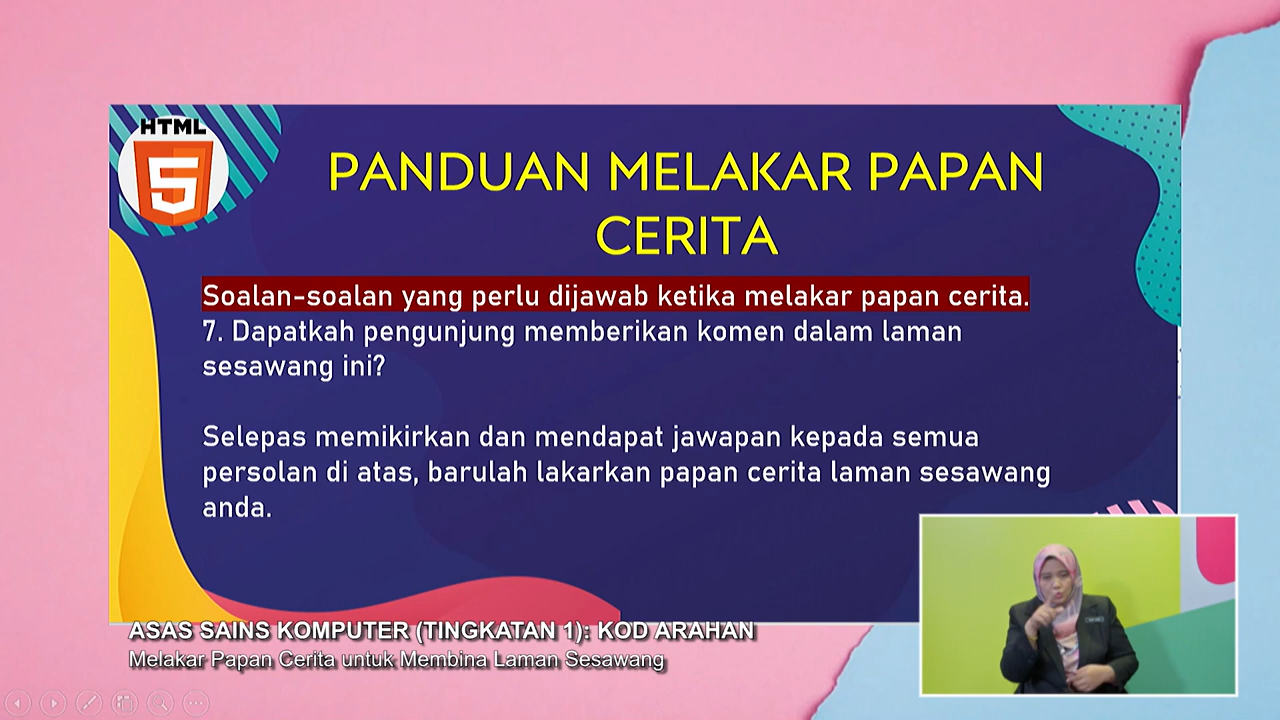 HTML
5
PANDUAN MELAKAR PAPAN
CERITA
Soalan-soalan yang perlu dijawab ketika melakar papan cerita.
7. Dapatkah pengunjung memberikan komen dalam laman
sesawang ini?
Selepas memikirkan dan mendapat jawapan kepada semua
persolan di atas, barulah lakarkan papan cerita laman sesawang
anda.
ASAS SAINS KOMPUTER (TINGKATAN 1): KOD ARAHAN
Melakar Papan Cerita untuk Membina Laman Sesawang